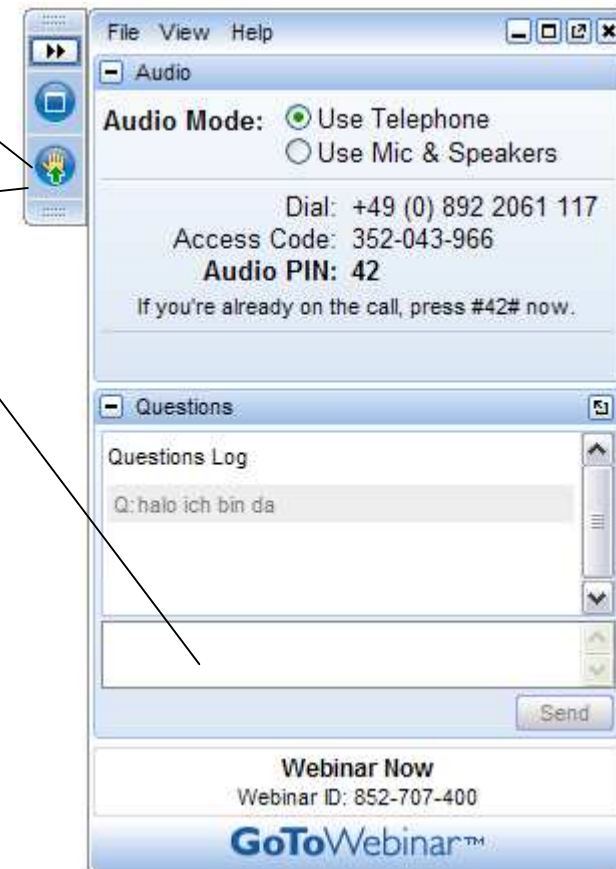 File View Help
Audio
Audio Mode: Use Telephone
Use Mic & Speakers
Dial: +49 (0) 892 2061 117
Access Code: 352-043-966
Audio PIN: 42
If you're already on the call, press #42# now.
Questions
Questions Log
Q: halo ich bin da
Send
Webinar Now
Webinar ID: 852-707-400
GoToWebinar™